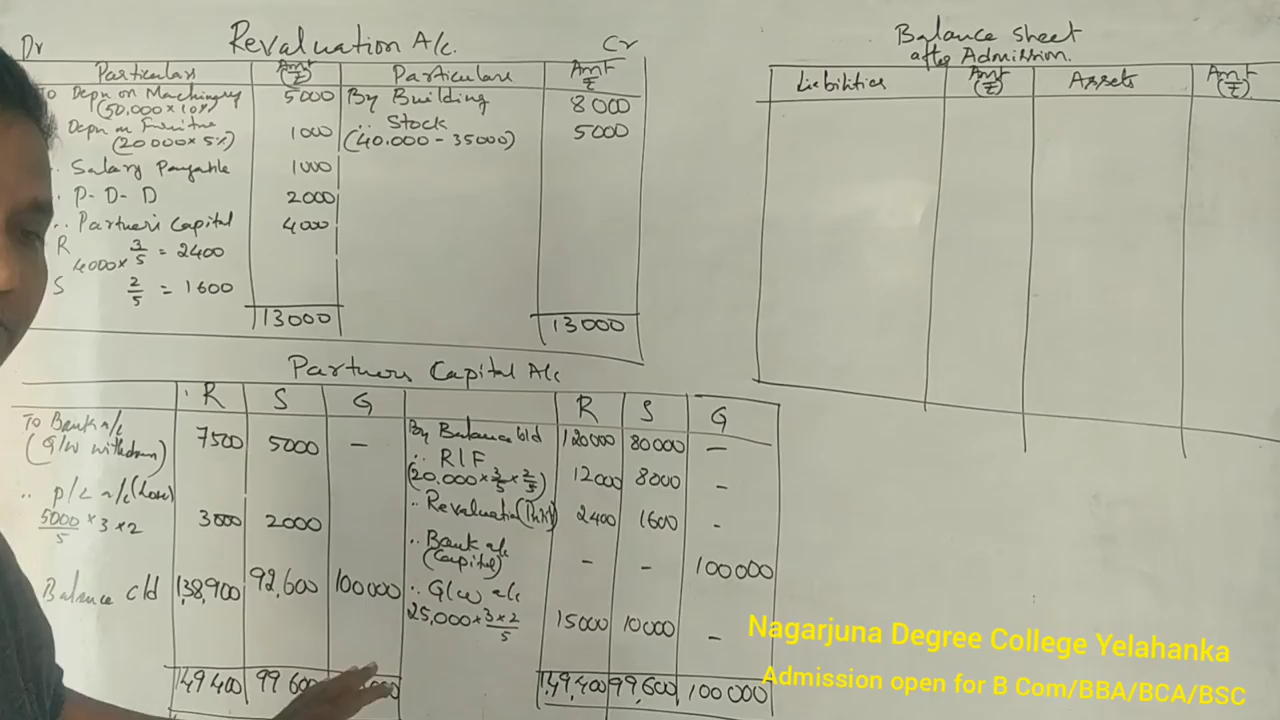 Dr Revaluation A/c. Cr
Particulars Amt (₹) Particulars Amt ₹
To Depn on Machinery 5000 By Building 8000
(50,000 × 10%)
Depn on Furniture 1000 ,, Stock 5000
(20000 × 5%) (40.000 - 35000)
,, Salary Payable 1000
,, P- D- D 2000
,, Partners Capital 4000
R 4000 × 3/5 = 2400
S 2/5 = 1600
13000 13000
Partners Capital A/c
R S G R S G
To Bank a/c 7500 5000 — By Balance b/d 120000 80000 —
(G/W withdrawn)
,, R/F
(20.000 × 3/5 × 2/5) 12000 8000 -
,, P/L a/c (Loss)
5000/5 × 3 × 2 3000 2000
,, Revaluation 2400 1600 -
,, Bank a/c
(Capital) - - 100000
Balance c/d 138,900 92,600 100000
,, G/W a/c
25,000 × 3 × 2/5 15000 10000 -
149400 99600 149,400 99,600 100000
Balance Sheet
after Admission.
Liabilities Amt (₹) Assets Amt (₹)
Nagarjuna Degree College Yelahanka
Admission open for B Com/BBA/BCA/BSC